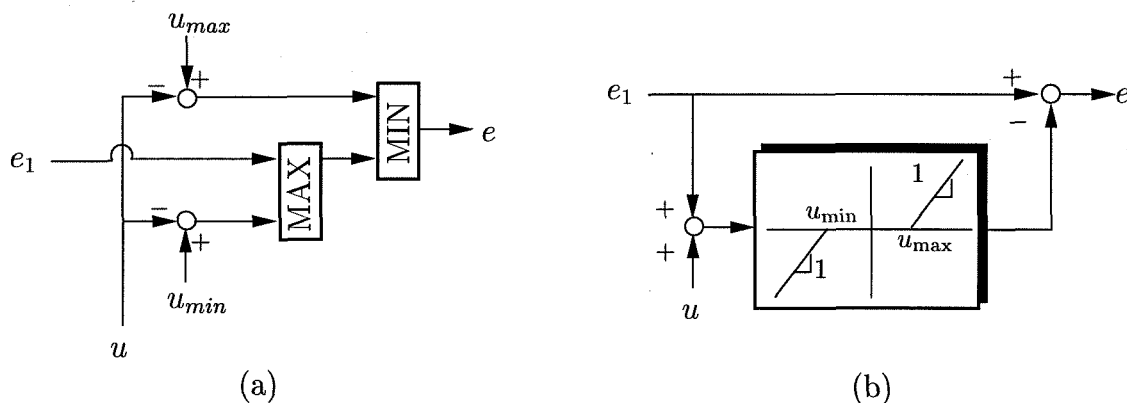 u_max
− +
MIN
e
e_1
MAX
− +
u_min
u
(a)
e_1
+
−
e
1
u_min
u_max
1
+
+
u
(b)